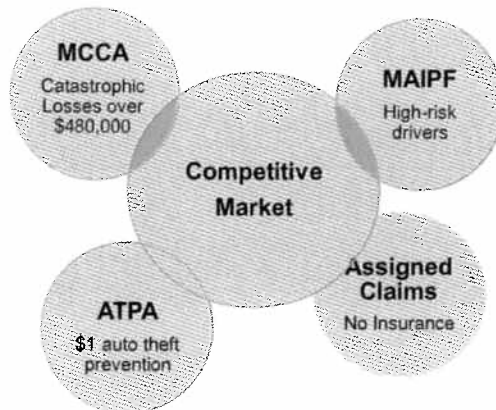 MCCA
Catastrophic
Losses over
$480,000
MAIPF
High-risk
drivers
Competitive
Market
ATPA
$1 auto theft
prevention
Assigned
Claims
No Insurance